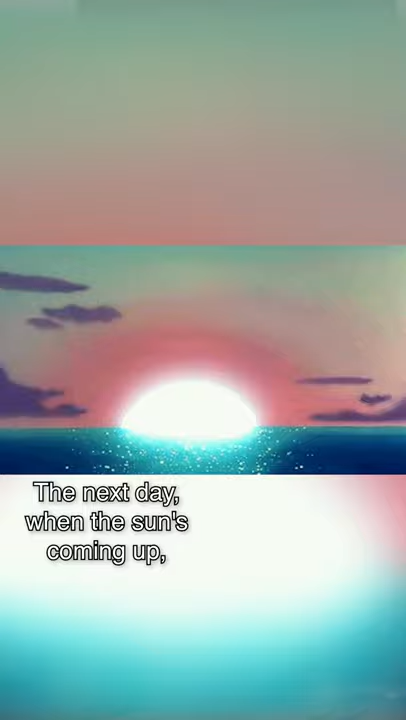 The next day,
when the sun's
coming up,